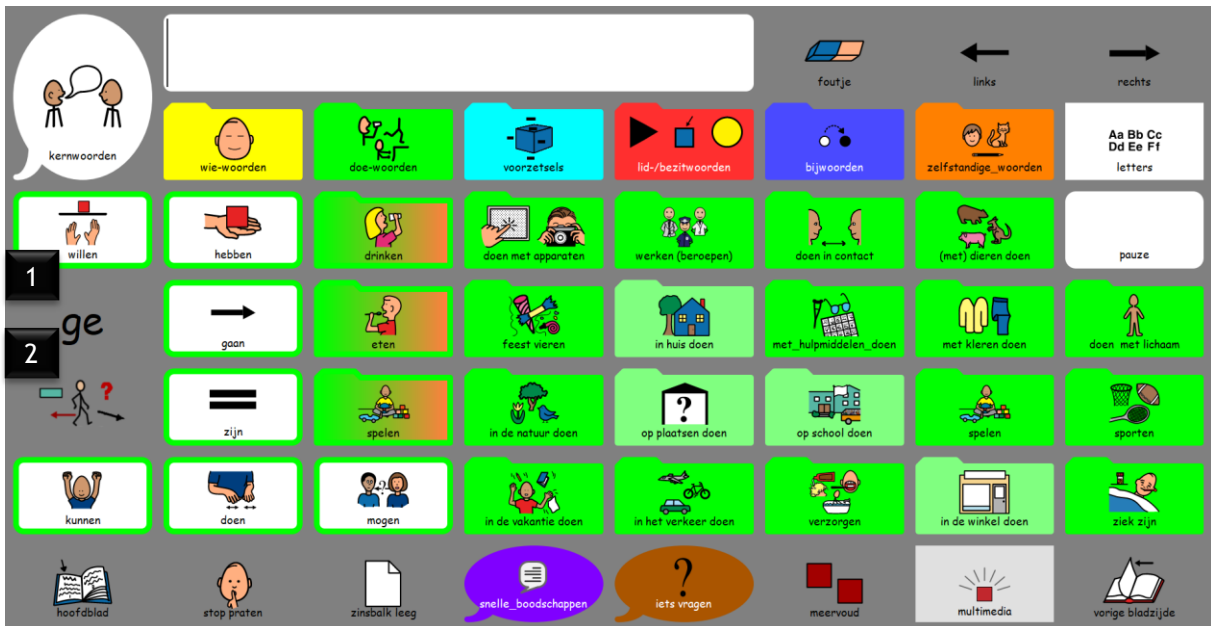 foutje
links
rechts
kernwoorden
wie-woorden
doe-woorden
voorzetsels
lid-/bezitwoorden
bijwoorden
zelfstandige_woorden
Aa Bb Cc
Dd Ee Ff
letters
willen
hebben
drinken
doen met apparaten
werken (beroepen)
doen in contact
(met) dieren doen
pauze
1
ge
2
gaan
eten
feest vieren
in huis doen
met_hulpmiddelen_doen
met kleren doen
doen met lichaam
?
zijn
spelen
in de natuur doen
?
op plaatsen doen
op school doen
spelen
sporten
kunnen
doen
?
mogen
in de vakantie doen
in het verkeer doen
verzorgen
in de winkel doen
ziek zijn
hoofdblad
stop praten
zinsbalk leeg
snelle_boodschappen
?
iets vragen
meervoud
multimedia
vorige bladzijde